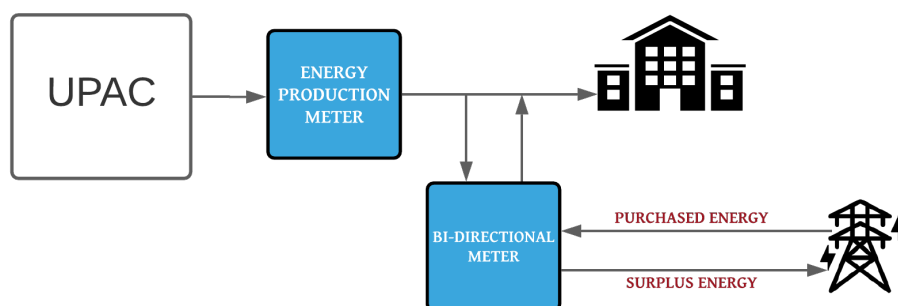 UPAC
ENERGY
PRODUCTION
METER
BI-DIRECTIONAL
METER
PURCHASED ENERGY
SURPLUS ENERGY